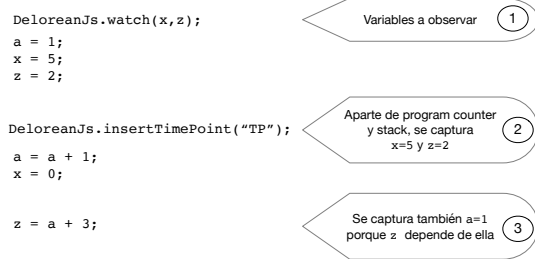 DeloreanJs.watch(x,z);
Variables a observar
1
a = 1;
x = 5;
z = 2;
DeloreanJs.insertTimePoint(“TP”);
Aparte de program counter
y stack, se captura
x=5 y z=2
2
a = a + 1;
x = 0;
z = a + 3;
Se captura también a=1
porque z depende de ella
3